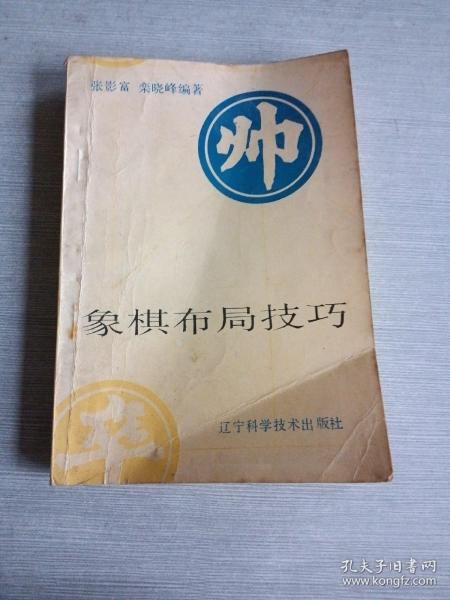 张影富 栾晓峰编著
帅
象棋布局技巧
辽宁科学技术出版社
孔夫子旧书网
www.kongfz.com